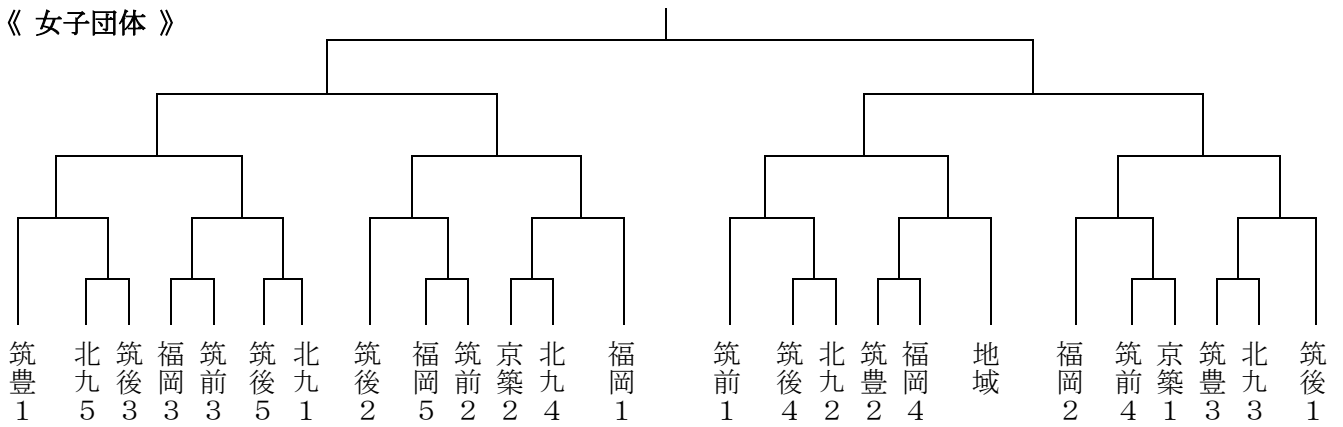 《 女子団体 》
筑豊1
北九5
筑後3
福岡3
筑前3
筑後5
北九1
筑後2
福岡5
筑前2
京築2
北九4
福岡1
筑前1
筑後4
北九2
筑豊2
福岡4
地域
福岡2
筑前4
京築1
筑豊3
北九3
筑後1